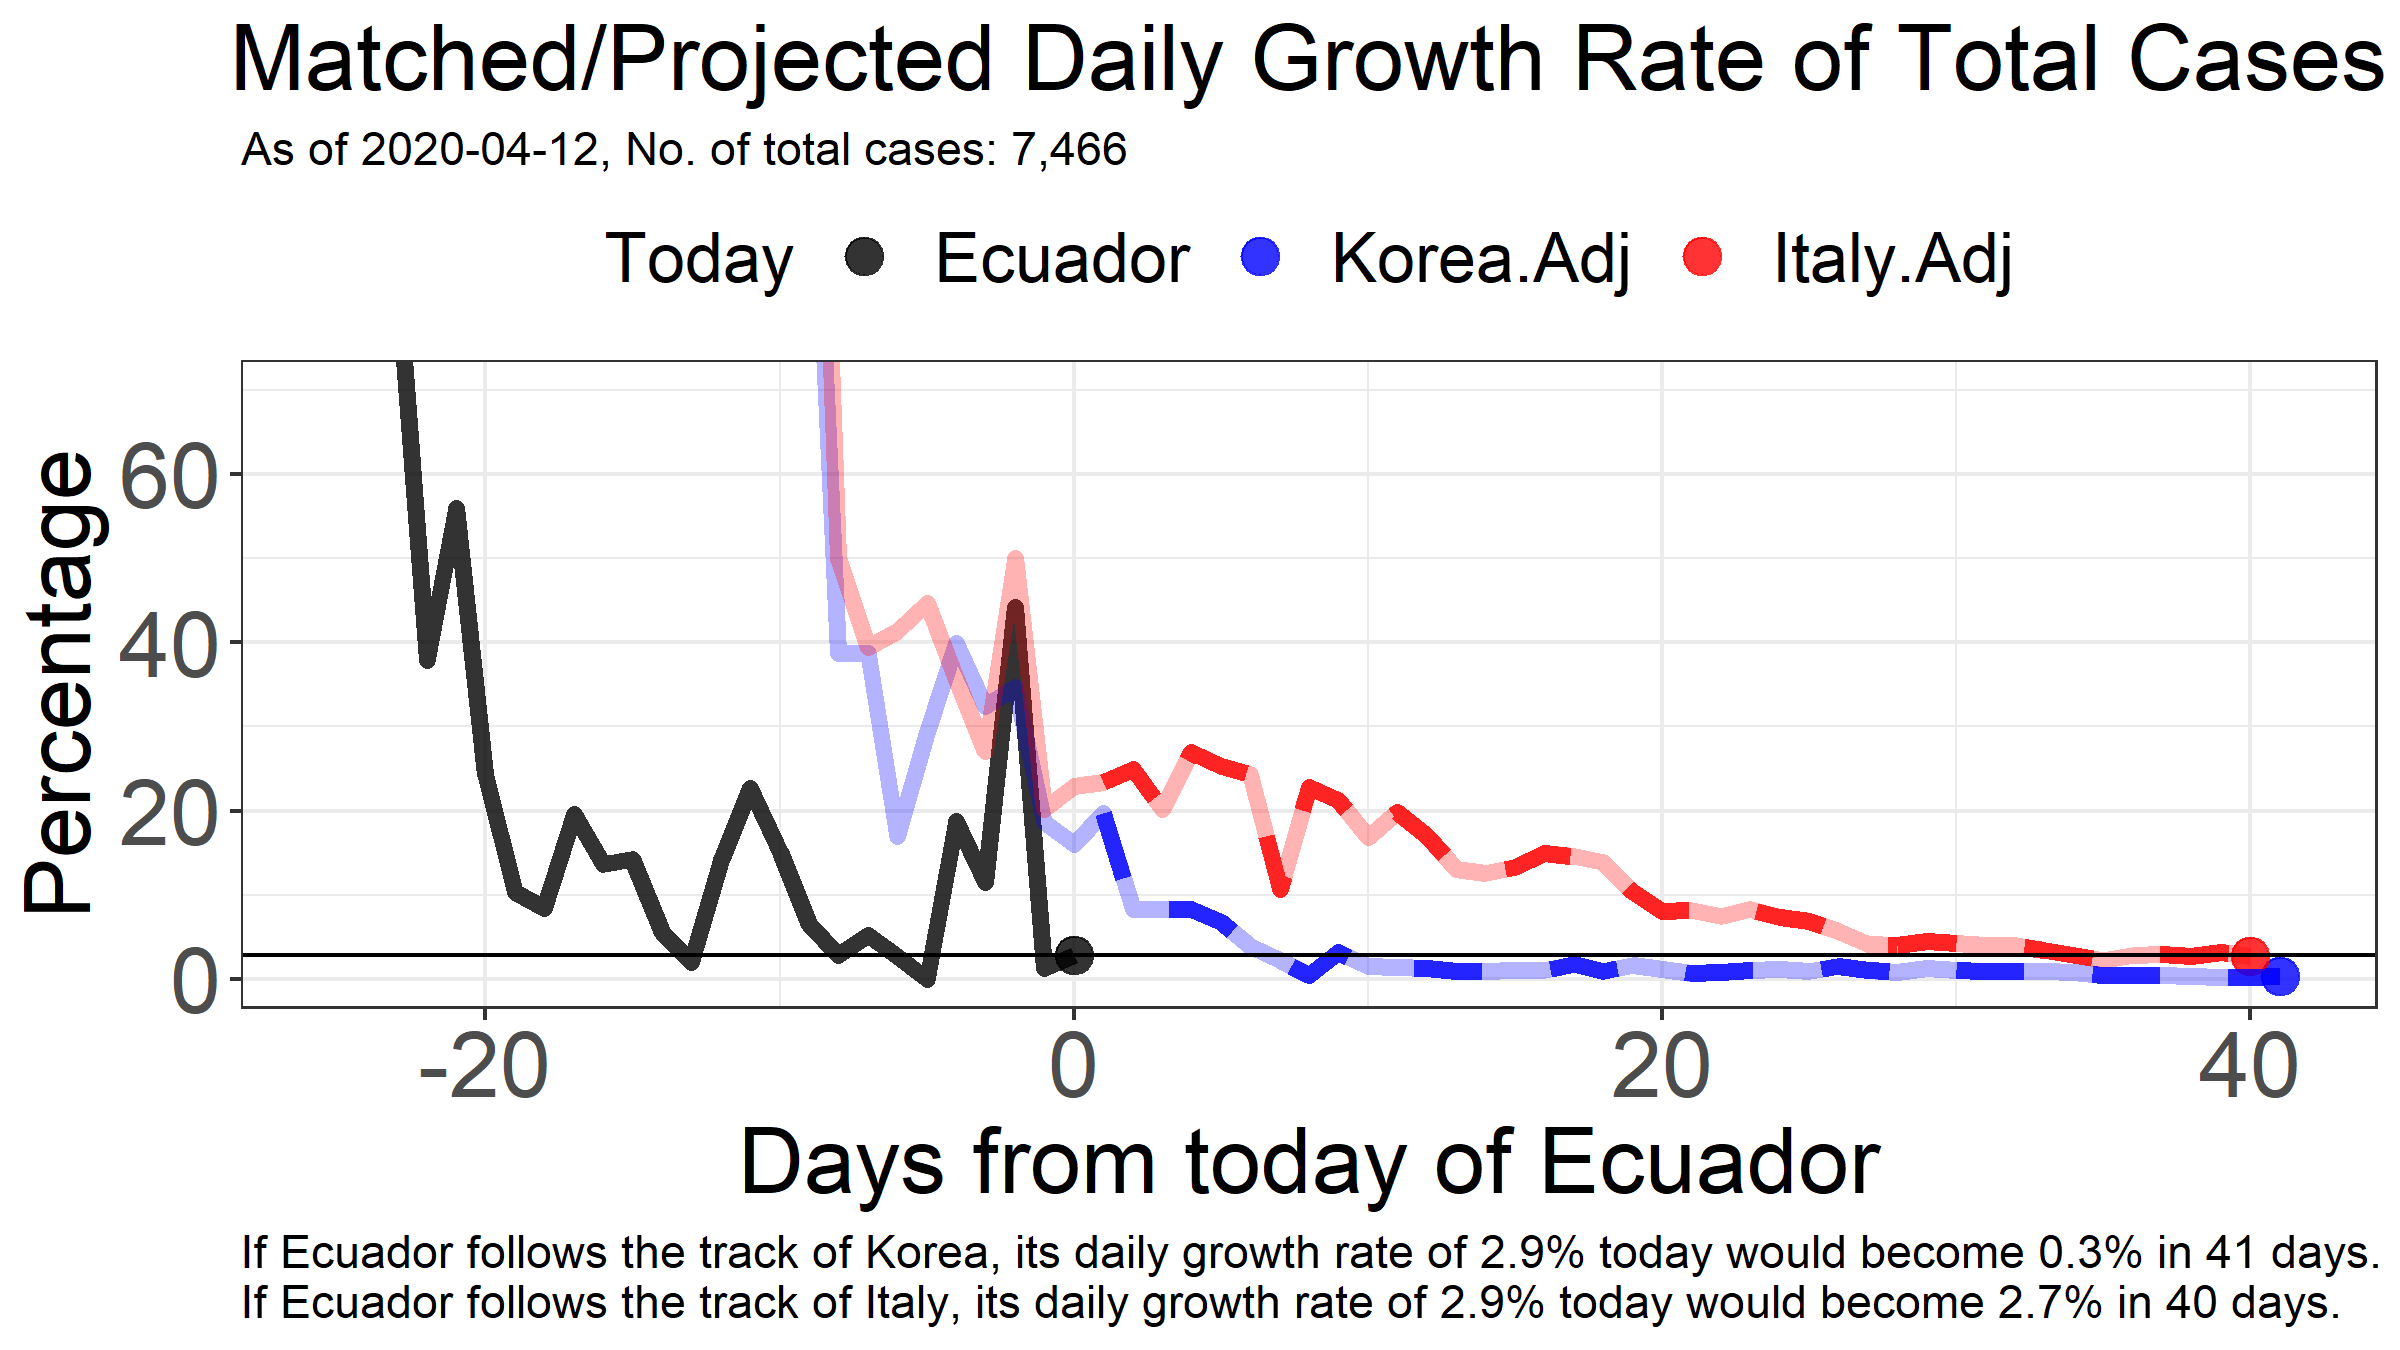 Matched/Projected Daily Growth Rate of Total Cases
As of 2020-04-12, No. of total cases: 7,466
Today Ecuador Korea.Adj Italy.Adj
Percentage
60
40
20
0
-20 0 20 40
Days from today of Ecuador
If Ecuador follows the track of Korea, its daily growth rate of 2.9% today would become 0.3% in 41 days.
If Ecuador follows the track of Italy, its daily growth rate of 2.9% today would become 2.7% in 40 days.